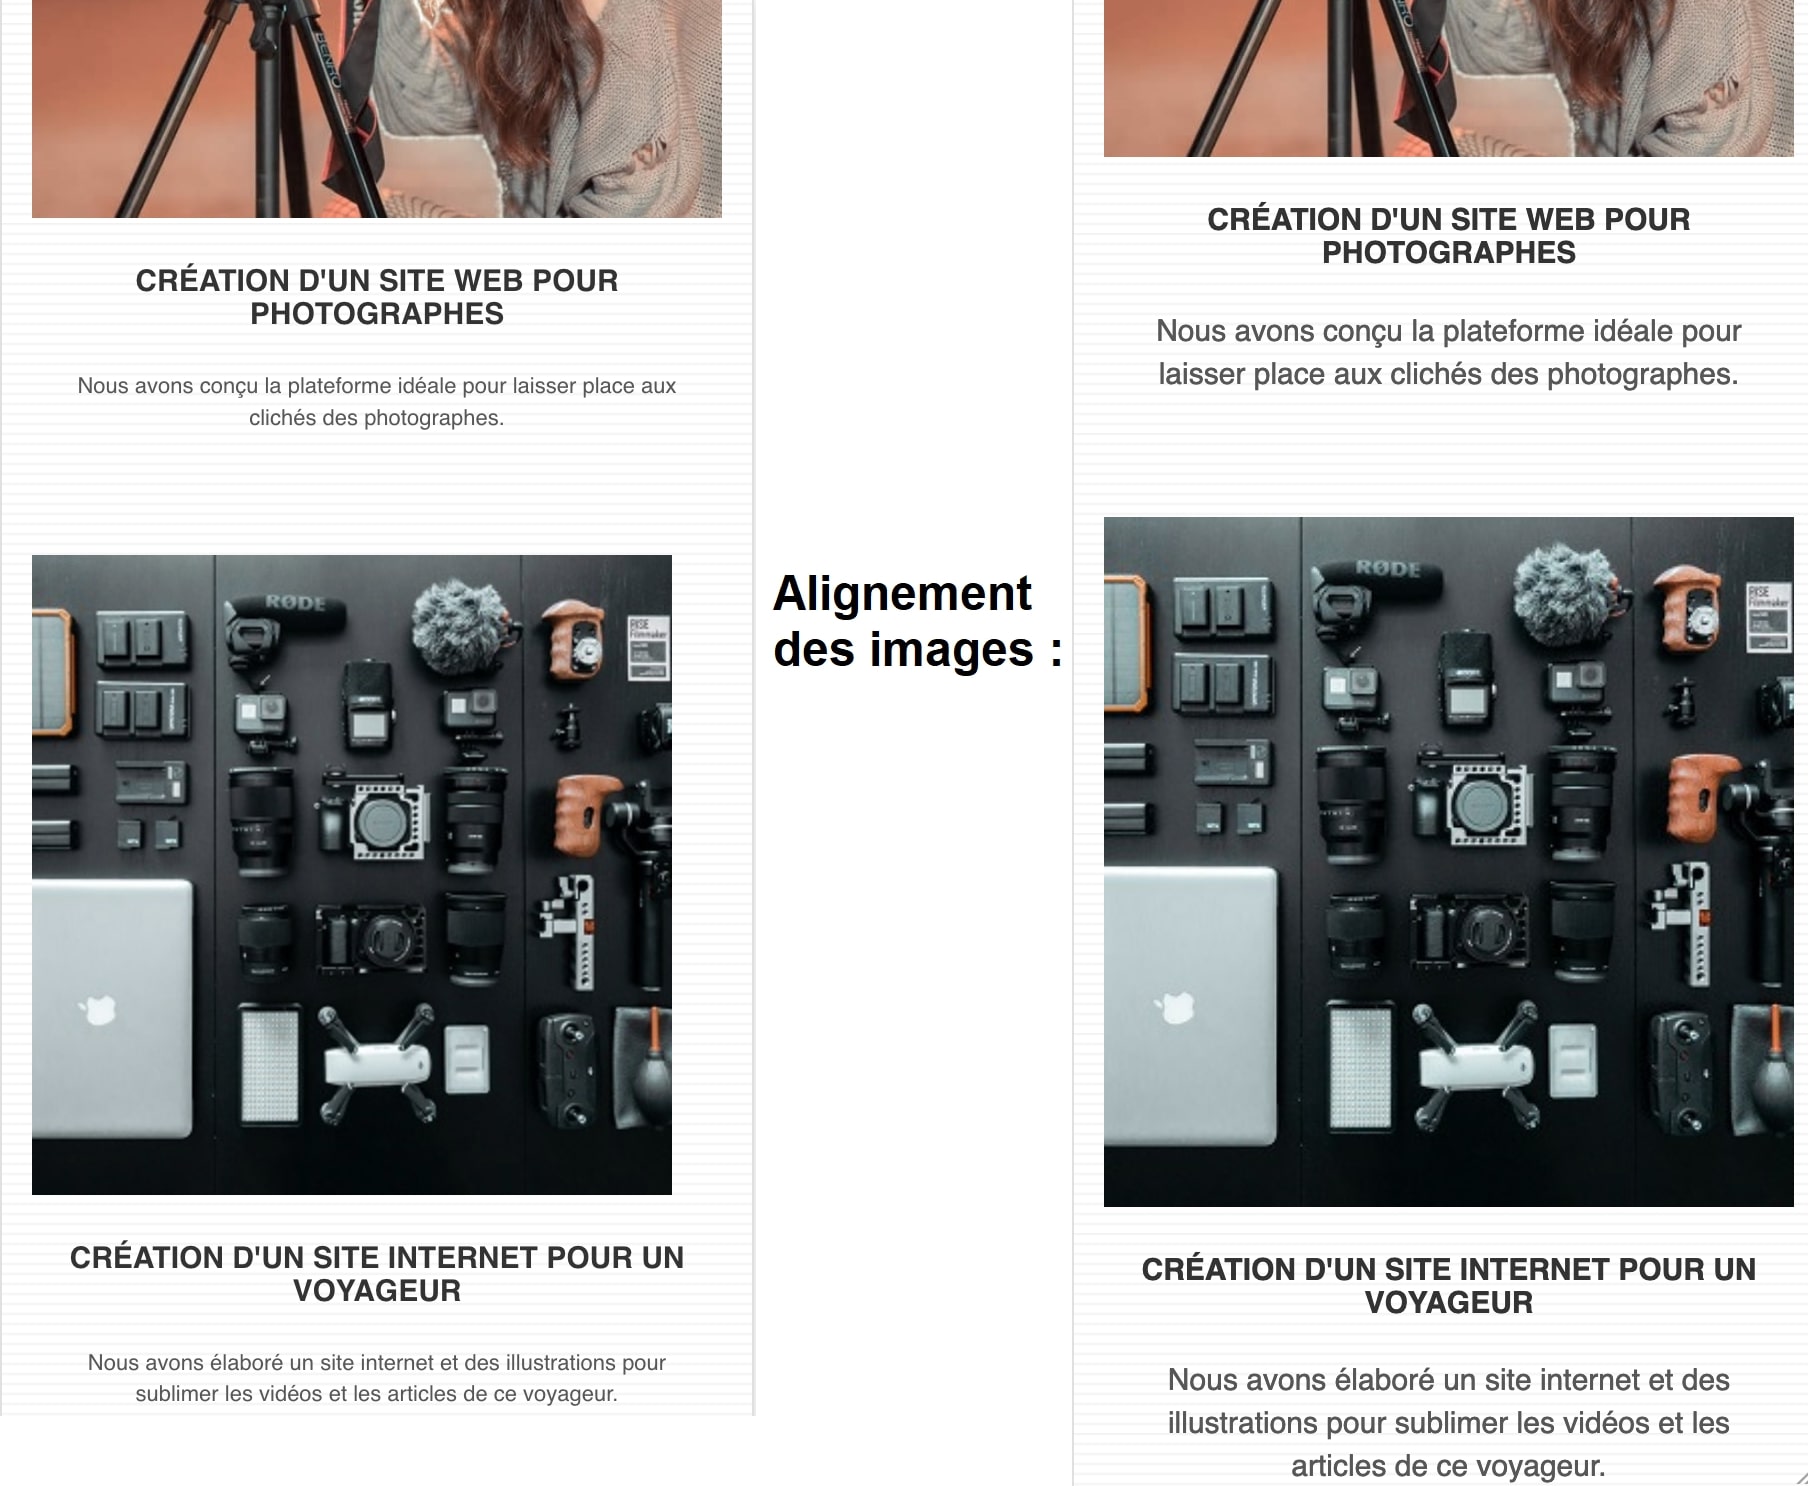 BENRO
CRÉATION D'UN SITE WEB POUR
PHOTOGRAPHES
Nous avons conçu la plateforme idéale pour laisser place aux
clichés des photographes.
RØDE
RISE
Filmmaker
CRÉATION D'UN SITE INTERNET POUR UN
VOYAGEUR
Nous avons élaboré un site internet et des illustrations pour
sublimer les vidéos et les articles de ce voyageur.
Alignement
des images :
CRÉATION D'UN SITE WEB POUR
PHOTOGRAPHES
Nous avons conçu la plateforme idéale pour
laisser place aux clichés des photographes.
RØDE
RISE
Filmmaker
CRÉATION D'UN SITE INTERNET POUR UN
VOYAGEUR
Nous avons élaboré un site internet et des
illustrations pour sublimer les vidéos et les
articles de ce voyageur.